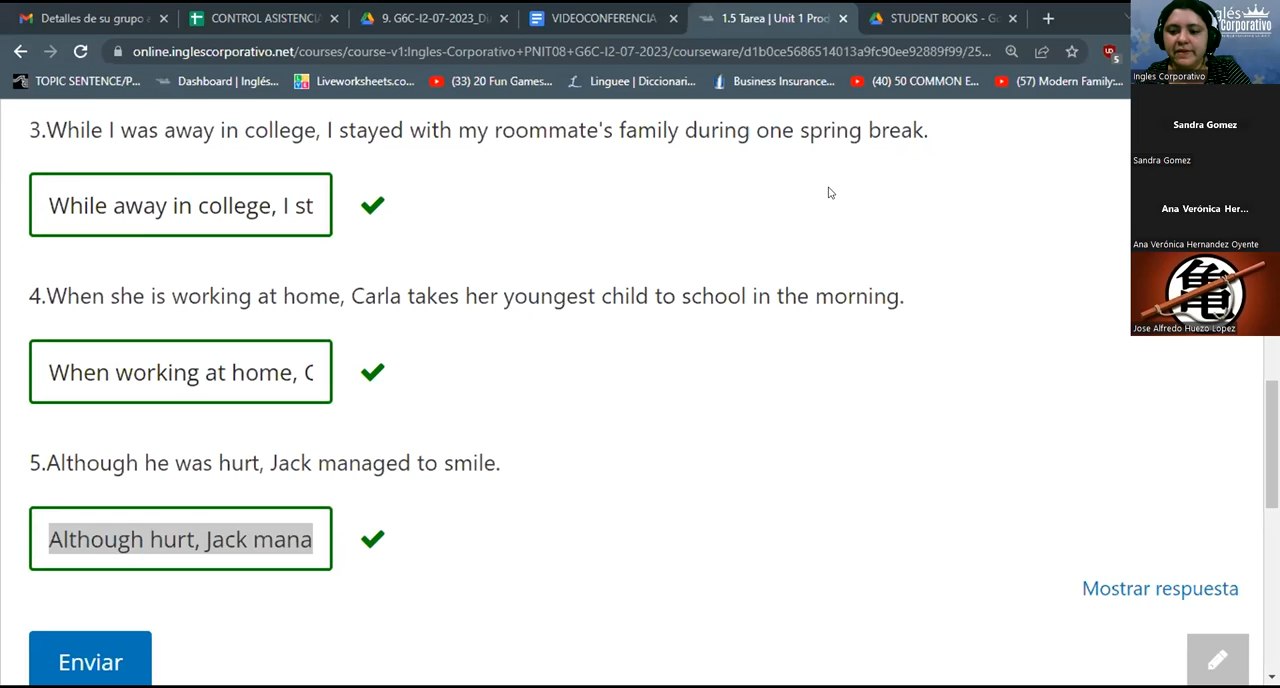 Detalles de su grupo
CONTROL ASISTENCI
9. G6C-I2-07-2023_Di
VIDEOCONFERENCIA
1.5 Tarea | Unit 1 Prod
STUDENT BOOKS - Go
online.inglescorporativo.net/courses/course-v1:Ingles-Corporativo+PNIT08+G6C-I2-07-2023/courseware/d1b0ce5686514013a9fc90ee92889f99/25...
TOPIC SENTENCE/P...
Dashboard | Inglés...
Liveworksheets.co...
(33) 20 Fun Games...
Linguee | Diccionari...
Business Insurance...
(40) 50 COMMON E...
(57) Modern Family:...
3.While I was away in college, I stayed with my roommate's family during one spring break.
While away in college, I st
4.When she is working at home, Carla takes her youngest child to school in the morning.
When working at home, C
5.Although he was hurt, Jack managed to smile.
Although hurt, Jack mana
Mostrar respuesta
Enviar
glés
Corporativo
Ingles Corporativo
Sandra Gomez
Sandra Gomez
Ana Verónica Her...
Ana Verónica Hernandez Oyente
亀
Jose Alfredo Huezo Lopez
5